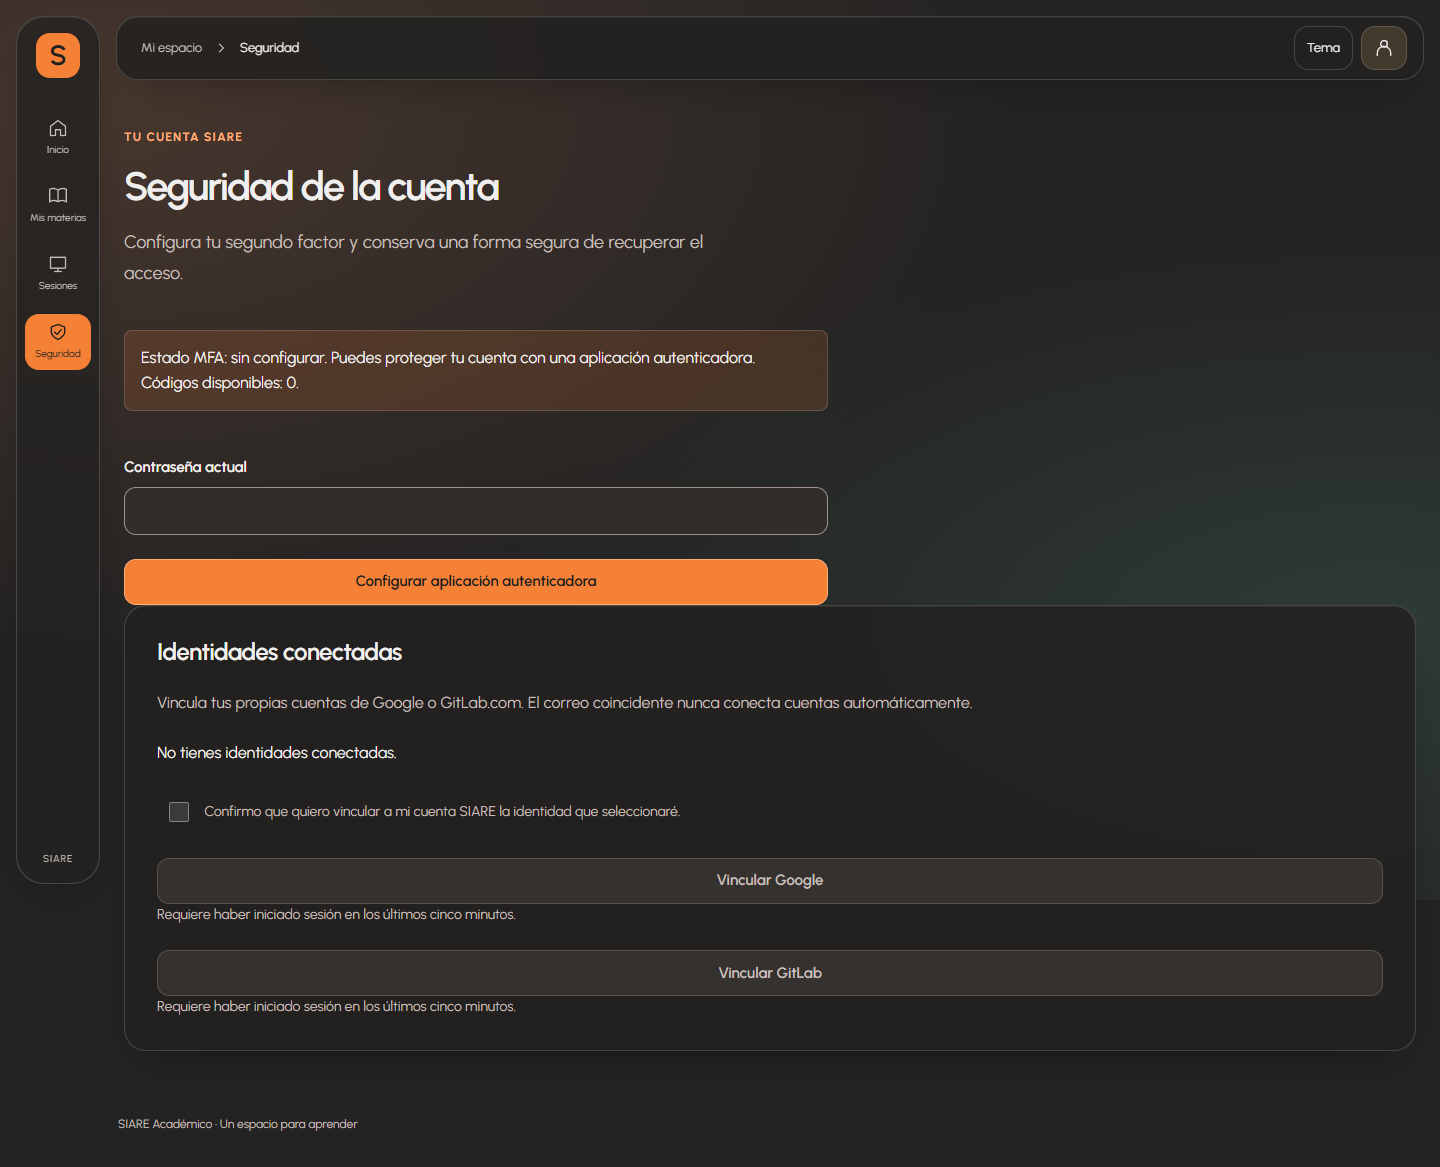 S
Mi espacio > Seguridad
Tema
Inicio
Mis materias
Sesiones
Seguridad
SIARE
TU CUENTA SIARE
Seguridad de la cuenta
Configura tu segundo factor y conserva una forma segura de recuperar el
acceso.
Estado MFA: sin configurar. Puedes proteger tu cuenta con una aplicación autenticadora.
Códigos disponibles: 0.
Contraseña actual
Configurar aplicación autenticadora
Identidades conectadas
Vincula tus propias cuentas de Google o GitLab.com. El correo coincidente nunca conecta cuentas automáticamente.
No tienes identidades conectadas.
Confirmo que quiero vincular a mi cuenta SIARE la identidad que seleccionaré.
Vincular Google
Requiere haber iniciado sesión en los últimos cinco minutos.
Vincular GitLab
Requiere haber iniciado sesión en los últimos cinco minutos.
SIARE Académico · Un espacio para aprender